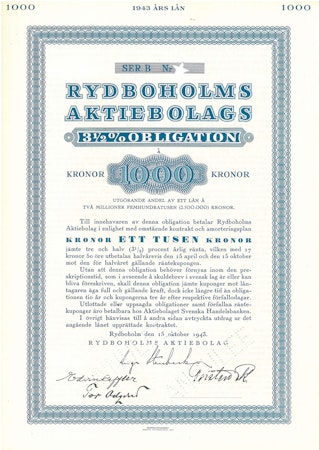 1000 1943 ÅRS LÅN 1000
SER. B Nr
RYDBOHOLMS
AKTIEBOLAGS
3½% OBLIGATION
Å
KRONOR 1000 KRONOR
UTGÖRANDE ANDEL AV ETT LÅN Å
TVÅ MILLIONER FEMHUNDRATUSEN (2.500.000) KRONOR.
Till innehavaren av denna obligation betalar Rydboholms
Aktiebolag i enlighet med omstående kontrakt och amorteringsplan
KRONOR ETT TUSEN KRONOR
jämte tre och halv (3½) procent årlig ränta, vilken med 17
kronor 50 öre utbetalas halvårsvis den 15 april och den 15 oktober
mot den för halvåret gällande räntekupongen.
Utan att denna obligation behöver förnyas inom den pre-
skriptionstid, som i avseende å skuldebrev i svensk lag är eller kan
bliva föreskriven, skall denna obligation jämte kuponger mot lån-
tagaren äga full och gällande kraft, dock icke längre tid än obliga-
tionen tio år och kupongerna tre år efter respektive förfallodagar.
Utlottade eller uppsagda obligationer samt förfallna räntе-
kuponger äro betalbara hos Aktiebolaget Svenska Handelsbanken.
I övrigt hänvisas till å andra sidan avtryckta utdrag ur det
angående lånet upprättade kontraktet.
Rydboholm den 15 oktober 1943.
RYDBOHOLMS AKTIEBOLAG